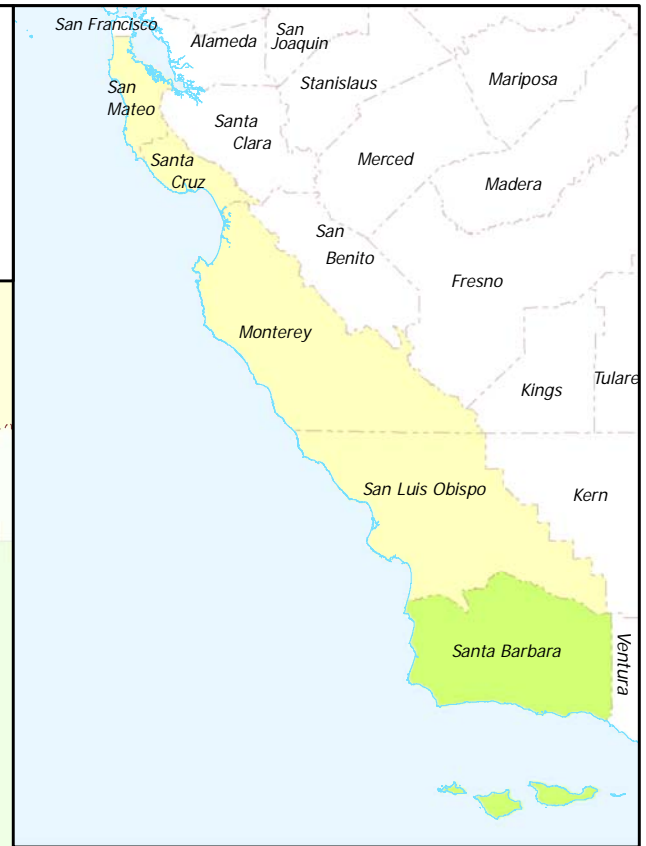 San Francisco
Alameda
San
Joaquin
Stanislaus
Mariposa
San
Mateo
Santa
Clara
Merced
Santa
Cruz
Madera
San
Benito
Fresno
Monterey
Kings
Tulare
San Luis Obispo
Kern
Santa Barbara
Ventura